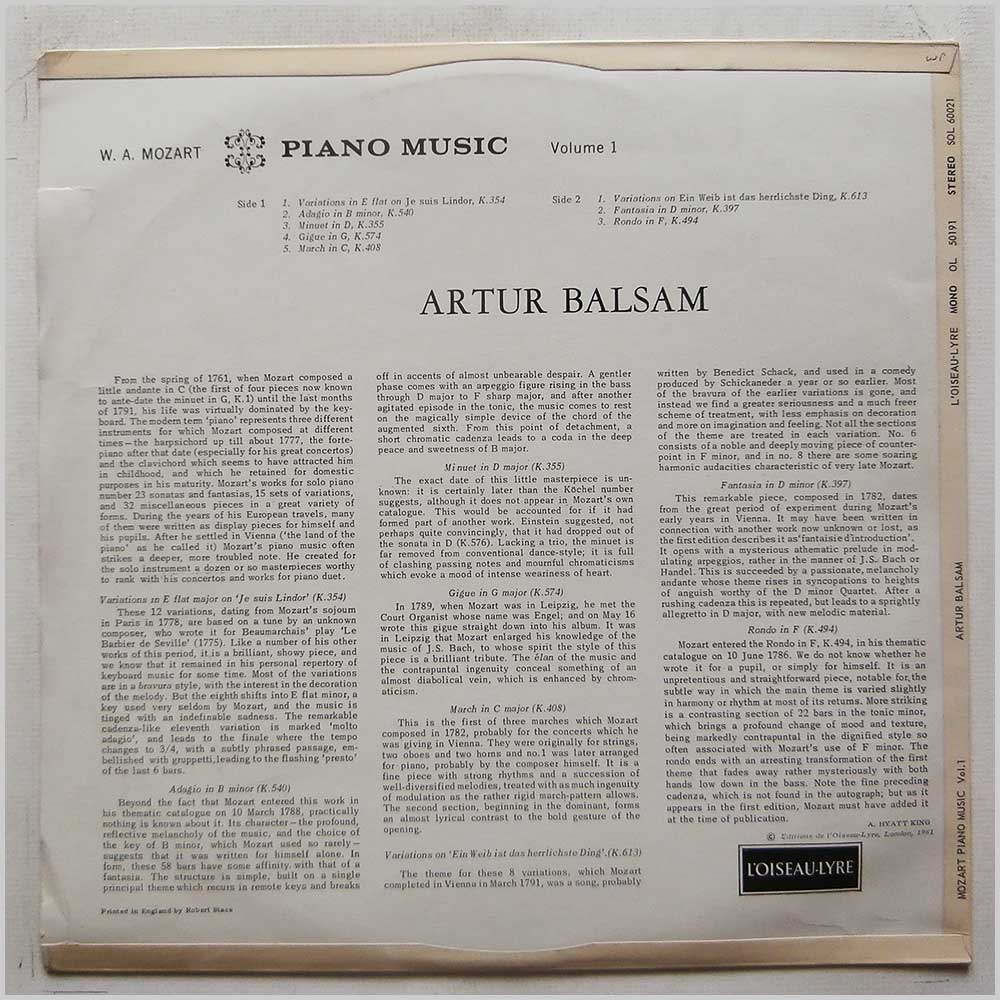 WP
W. A. MOZART PIANO MUSIC Volume 1
Side 1 1. Variations in E flat on Je suis Lindor, K.354
2. Adagio in B minor, K.540
3. Minuet in D, K.355
4. Gigue in G, K.574
5. March in C, K.408
Side 2 1. Variations on Ein Weib ist das herrlichste Ding, K.613
2. Fantasia in D minor, K.397
3. Rondo in F, K.494
ARTUR BALSAM
From the spring of 1761, when Mozart composed a
little andante in C (the first of four pieces now known
to ante-date the minuet in G, K.1) until the last months
of 1791, his life was virtually dominated by the key-
board. The modern term 'piano' represents three different
instruments for which Mozart composed at different
times—the harpsichord up till about 1777, the forte-
piano after that date (especially for his great concertos)
and the clavichord which seems to have attracted him
in childhood, and which he retained for domestic
purposes in his maturity. Mozart's works for solo piano
number 23 sonatas and fantasias, 15 sets of variations,
and 32 miscellaneous pieces in a great variety of
forms. During the years of his European travels, many
of them were written as display pieces for himself and
his pupils. After he settled in Vienna ('the land of the
piano' as he called it) Mozart's piano music often
strikes a deeper, more troubled note. He created for
the solo instrument a dozen or so masterpieces worthy
to rank with his concertos and works for piano duet.
Variations in E flat major on 'Je suis Lindor' (K.354)
These 12 variations, dating from Mozart's sojourn
in Paris in 1778, are based on a tune by an unknown
composer, who wrote it for Beaumarchais' play 'Le
Barbier de Seville' (1775). Like a number of his other
works of this period, it is a brilliant, showy piece, and
we know that it remained in his personal repertory of
keyboard music for some time. Most of the variations
are in a bravura style, with the interest in the decoration
of the melody. But the eighth shifts into E flat minor, a
key used very seldom by Mozart, and the music is
tinged with an indefinable sadness. The remarkable
cadenza-like eleventh variation is marked 'molto
adagio', and leads to the finale where the tempo
changes to 3/4, with a subtly phrased passage, em-
bellished with gruppetti, leading to the flashing 'presto'
of the last 6 bars.
Adagio in B minor (K.540)
Beyond the fact that Mozart entered this work in
his thematic catalogue on 10 March 1788, practically
nothing is known about it. Its character—the profound,
reflective melancholy of the music, and the choice of
the key of B minor, which Mozart used so rarely—
suggests that it was written for himself alone. In
form, these 58 bars have some affinity with that of a
fantasia. The structure is simple, built on a single
principal theme which recurs in remote keys and breaks
off in accents of almost unbearable despair. A gentler
phase comes with an arpeggio figure rising in the bass
through D major to F sharp major, and after another
agitated episode in the tonic, the music comes to rest
on the magically simple device of the chord of the
augmented sixth. From this point of detachment, a
short chromatic cadenza leads to a coda in the deep
peace and sweetness of B major.
Minuet in D major (K.355)
The exact date of this little masterpiece is un-
known: it is certainly later than the Köchel number
suggests, although it does not appear in Mozart's own
catalogue. This would be accounted for if it had
formed part of another work. Einstein suggested, not
perhaps quite convincingly, that it had dropped out of
the sonata in D (K.576). Lacking a trio, the minuet is
far removed from conventional dance-style; it is full
of clashing passing notes and mournful chromaticisms
which evoke a mood of intense weariness of heart.
Gigue in G major (K.574)
In 1789, when Mozart was in Leipzig, he met the
Court Organist whose name was Engel; and on May 16
wrote this gigue straight down into his album. It was
in Leipzig that Mozart enlarged his knowledge of the
music of J.S. Bach, to whose spirit the style of this
piece is a brilliant tribute. The élan of the music and
the contrapuntal ingenuity conceal something of an
almost diabolical vein, which is enhanced by chrom-
aticism.
March in C major (K.408)
This is the first of three marches which Mozart
composed in 1782, probably for the concerts which he
was giving in Vienna. They were originally for strings,
two oboes and two horns and no.1 was later arranged
for piano, probably by the composer himself. It is a
fine piece with strong rhythms and a succession of
well-diversified melodies, treated with as much ingenuity
of modulation as the rather rigid march-pattern allows.
The second section, beginning in the dominant, forms
an almost lyrical contrast to the bold gesture of the
opening.
Variations on 'Ein Weib ist das herrlichste Ding'.(K.613)
The theme for these 8 variations, which Mozart
completed in Vienna in March 1791, was a song, probably
written by Benedict Schack, and used in a comedy
produced by Schickaneder a year or so earlier. Most
of the bravura of the earlier variations is gone, and
instead we find a greater seriousness and a much freer
scheme of treatment, with less emphasis on decoration
and more on imagination and feeling. Not all the sections
of the theme are treated in each variation. No. 6
consists of a noble and deeply moving piece of counter-
point in F minor, and in no. 8 there are some soaring
harmonic audacities characteristic of very late Mozart.
Fantasia in D minor (K.397)
This remarkable piece, composed in 1782, dates
from the great period of experiment during Mozart's
early years in Vienna. It may have been written in
connection with another work now unknown or lost, as
the first edition describes it as 'fantaisie d'introduction'.
It opens with a mysterious athematic prelude in mod-
ulating arpeggios, rather in the manner of J.S. Bach or
Handel. This is succeeded by a passionate, melancholy
andante whose theme rises in syncopations to heights
of anguish worthy of the D minor Quartet. After a
rushing cadenza this is repeated, but leads to a sprightly
allegretto in D major, with new melodic material.
Rondo in F (K.494)
Mozart entered the Rondo in F, K.494, in his thematic
catalogue on 10 June 1786. We do not know whether he
wrote it for a pupil, or simply for himself. It is an
unpretentious and straightforward piece, notable for the
subtle way in which the main theme is varied slightly
in harmony or rhythm at most of its returns. More striking
is a contrasting section of 22 bars in the tonic minor,
which brings a profound change of mood and texture,
being markedly contrapuntal in the dignified style so
often associated with Mozart's use of F minor. The
rondo ends with an arresting transformation of the first
theme that fades away rather mysteriously with both
hands low down in the bass. Note the fine preceding
cadenza, which is not found in the autograph; but as it
appears in the first edition, Mozart must have added it
at the time of publication.
A. HYATT KING
© Editions de l'Oiseau-Lyre, London, 1961
L'OISEAU-LYRE
Printed in England by Robert Stace
MOZART PIANO MUSIC Vol.1 ARTUR BALSAM L'OISEAU-LYRE MONO OL 50191 STEREO SOL 60021